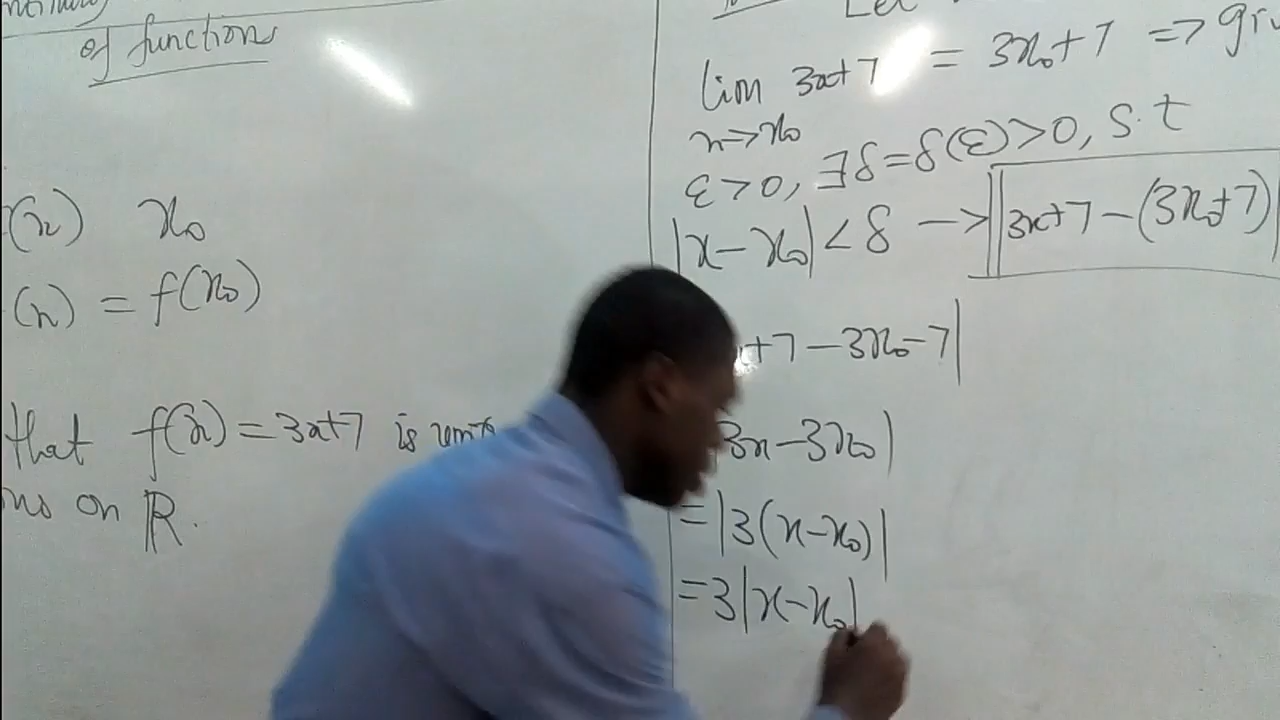 of functions
(x) x₀
(x) = f(x₀)
that f(x) = 3x+7 is
on R.
Let
lim 3x+7 = 3x₀+7 =>
x→x₀
ε>0, ∃δ=δ(ε)>0, s.t
|x-x₀|<δ → |3x+7-(3x₀+7)|
+7-3x₀-7|
3x-3x₀|
=|3(x-x₀)|
=3|x-x₀|